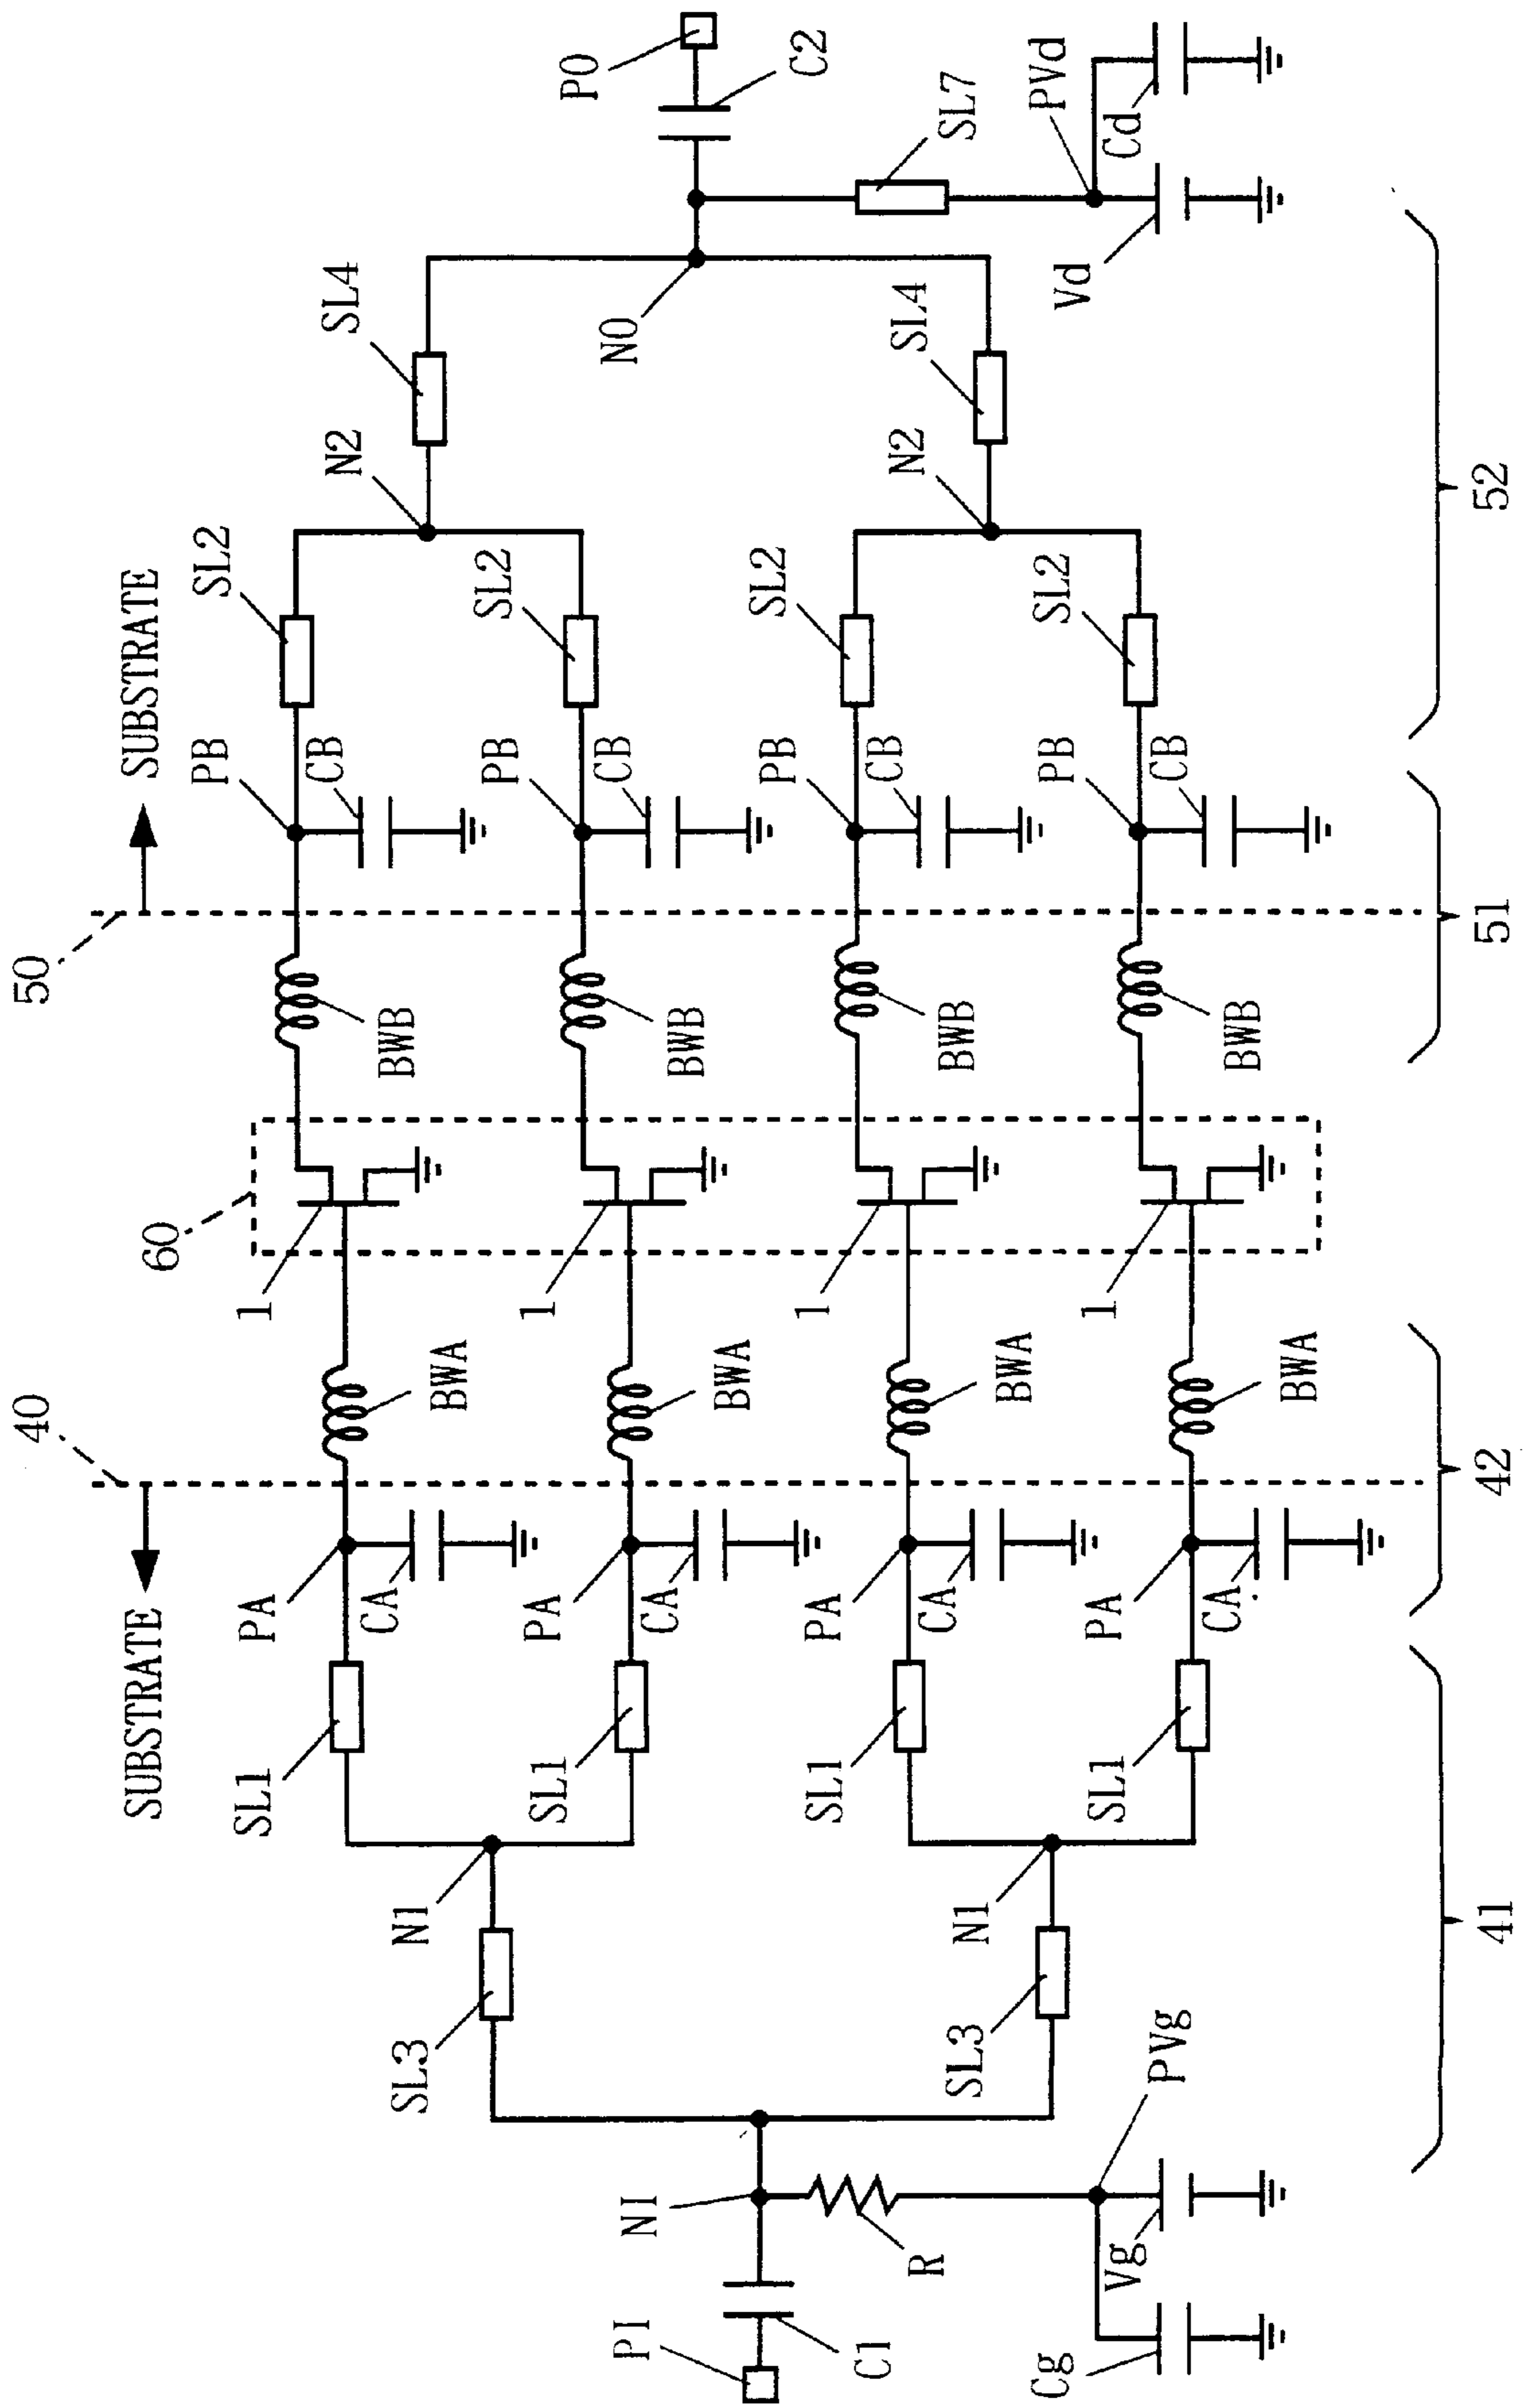 50
SUBSTRATE
SUBSTRATE
40
60
SL4
PO
C2
SL7
PVd
Cd
Vd
NO
N2
SL2
PB
CB
BWB
1
BWA
PA
CA
SL1
N1
SL3
SL2
PB
CB
BWB
1
BWA
PA
CA
SL1
SL4
N2
SL2
PB
CB
BWB
1
BWA
PA
CA
SL1
N1
SL3
SL2
PB
CB
BWB
1
BWA
PA
CA
SL1
NI
PI
C1
R
PVg
Vg
Cg
41
42
51
52